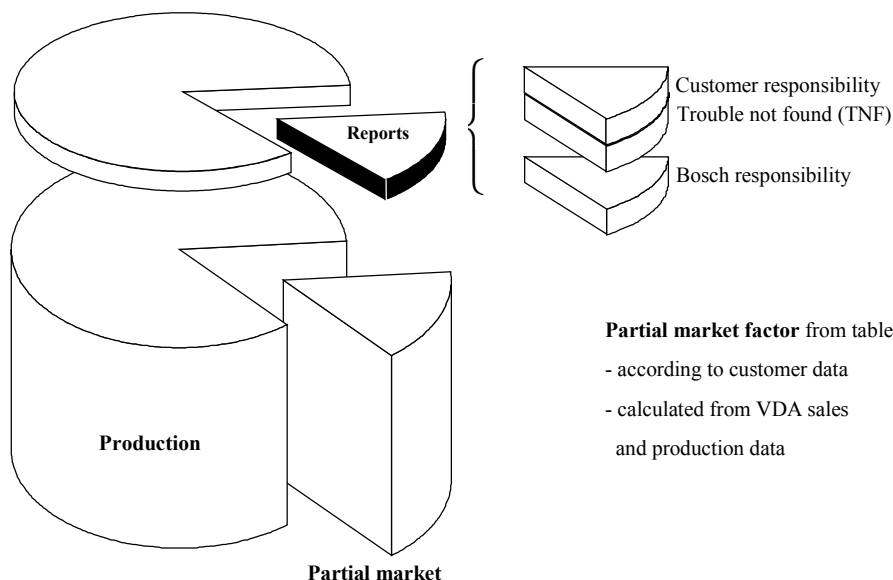 Customer responsibility
Trouble not found (TNF)
Reports
Bosch responsibility
Partial market factor from table
- according to customer data
- calculated from VDA sales
and production data
Production
Partial market